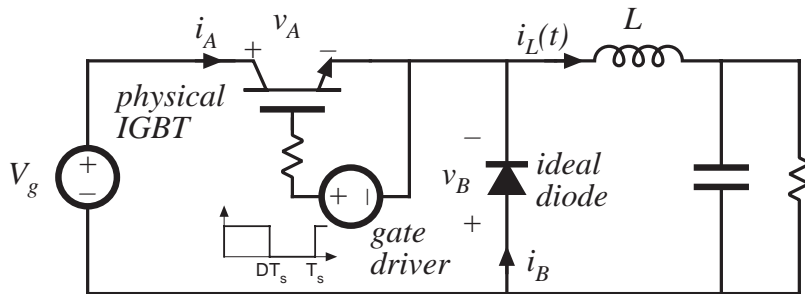 i_A
v_A
i_L(t)
L
+
−
physical
IGBT
V_g
+
−
+
−
−
v_B
+
ideal
diode
gate
driver
i_B
DT_s
T_s